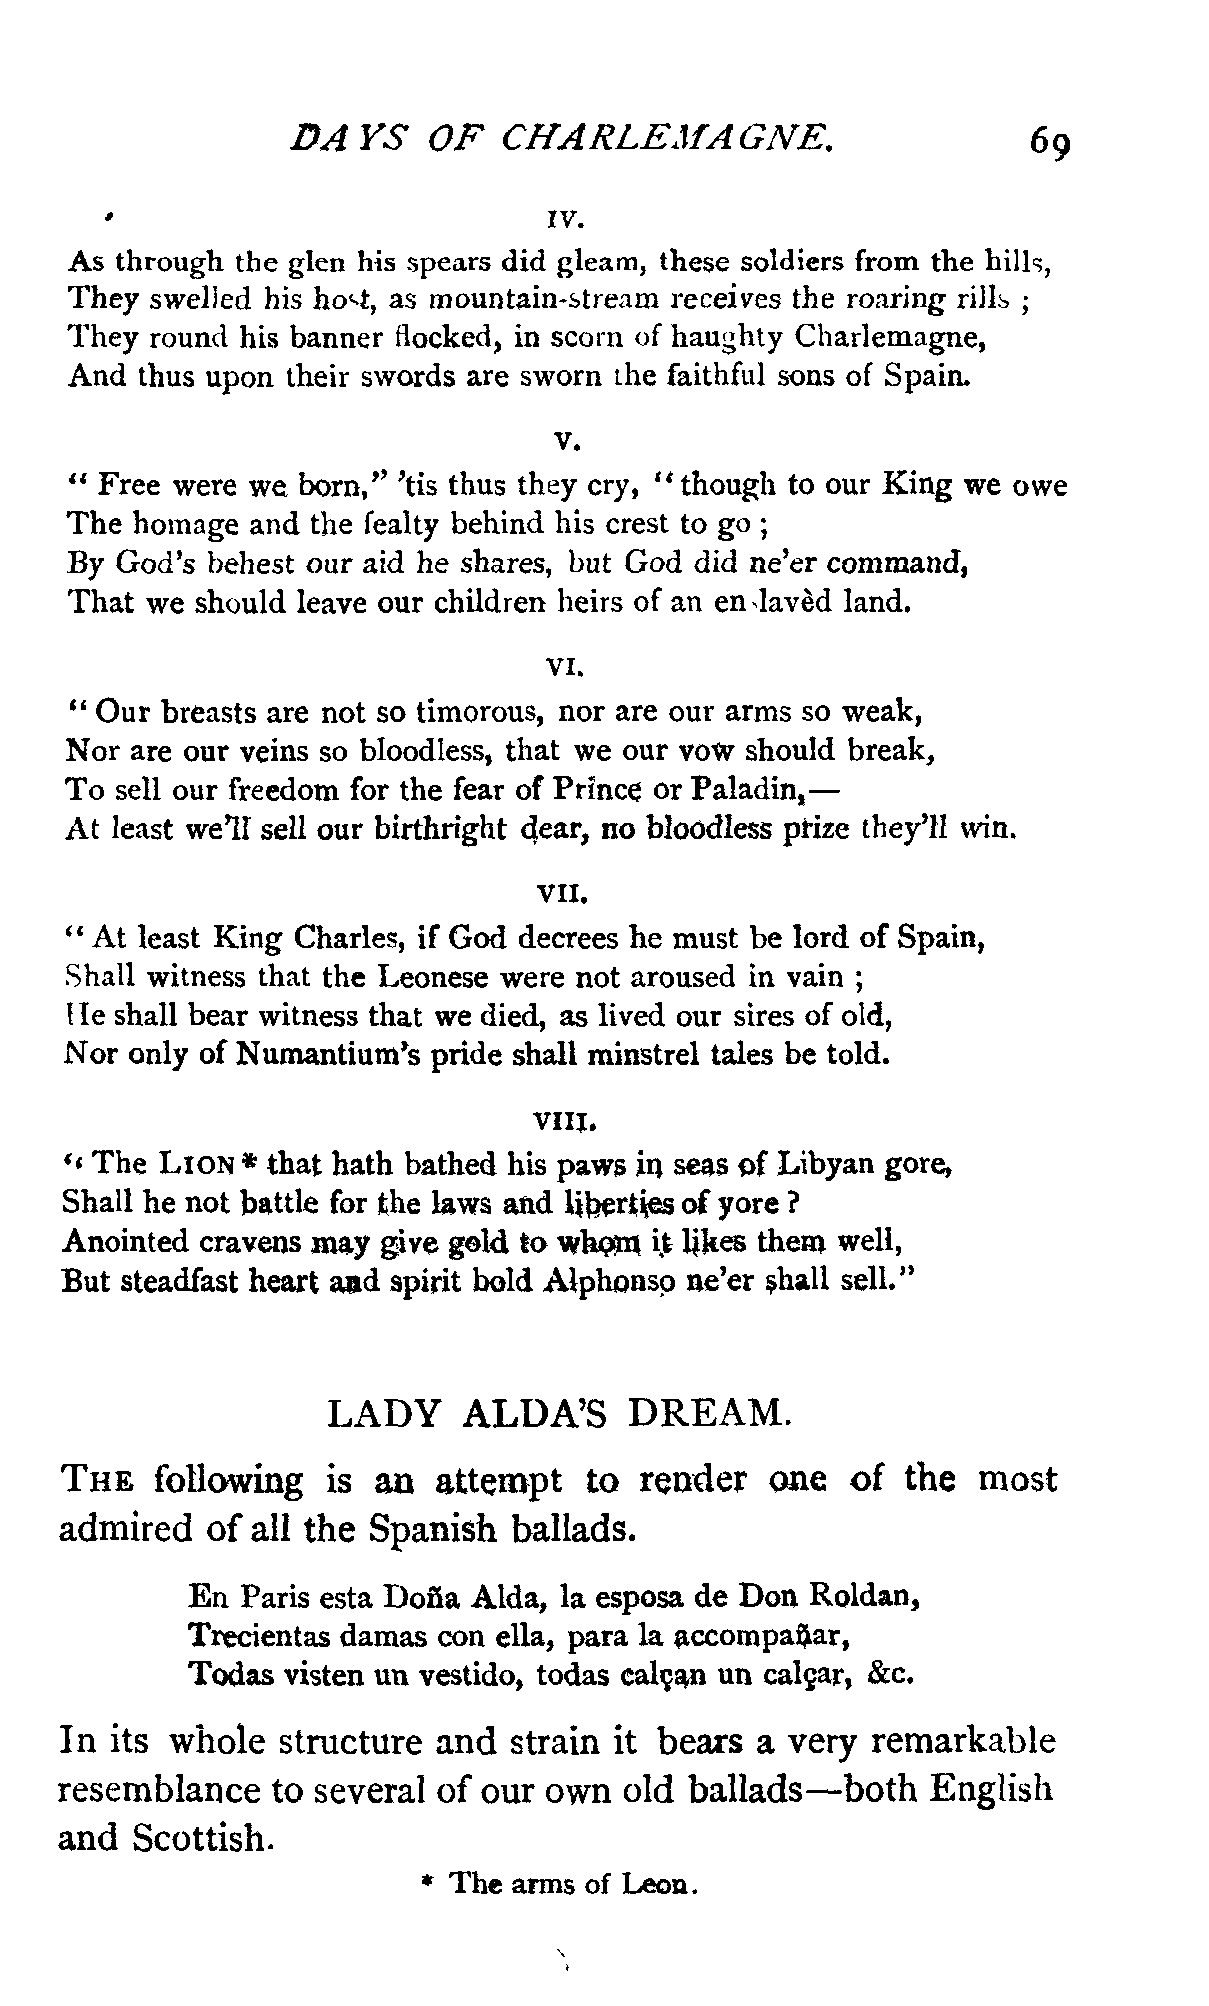 DAYS OF CHARLEMAGNE. 69
IV.
As through the glen his spears did gleam, these soldiers from the hills,
They swelled his host, as mountain-stream receives the roaring rills ;
They round his banner flocked, in scorn of haughty Charlemagne,
And thus upon their swords are sworn the faithful sons of Spain.
V.
“ Free were we born,” ’tis thus they cry, “ though to our King we owe
The homage and the fealty behind his crest to go ;
By God’s behest our aid he shares, but God did ne’er command,
That we should leave our children heirs of an enslavèd land.
VI.
“ Our breasts are not so timorous, nor are our arms so weak,
Nor are our veins so bloodless, that we our vow should break,
To sell our freedom for the fear of Prince or Paladin,—
At least we’ll sell our birthright dear, no bloodless prize they’ll win.
VII.
“ At least King Charles, if God decrees he must be lord of Spain,
Shall witness that the Leonese were not aroused in vain ;
He shall bear witness that we died, as lived our sires of old,
Nor only of Numantium’s pride shall minstrel tales be told.
VIII.
“ The LION * that hath bathed his paws in seas of Libyan gore,
Shall he not battle for the laws and liberties of yore ?
Anointed cravens may give gold to whom it likes them well,
But steadfast heart and spirit bold Alphonso ne’er shall sell.”
LADY ALDA’S DREAM.
THE following is an attempt to render one of the most
admired of all the Spanish ballads.
En Paris esta Doña Alda, la esposa de Don Roldan,
Trecientas damas con ella, para la accompañar,
Todas visten un vestido, todas calçan un calçar, &c.
In its whole structure and strain it bears a very remarkable
resemblance to several of our own old ballads—both English
and Scottish.
* The arms of Leon.